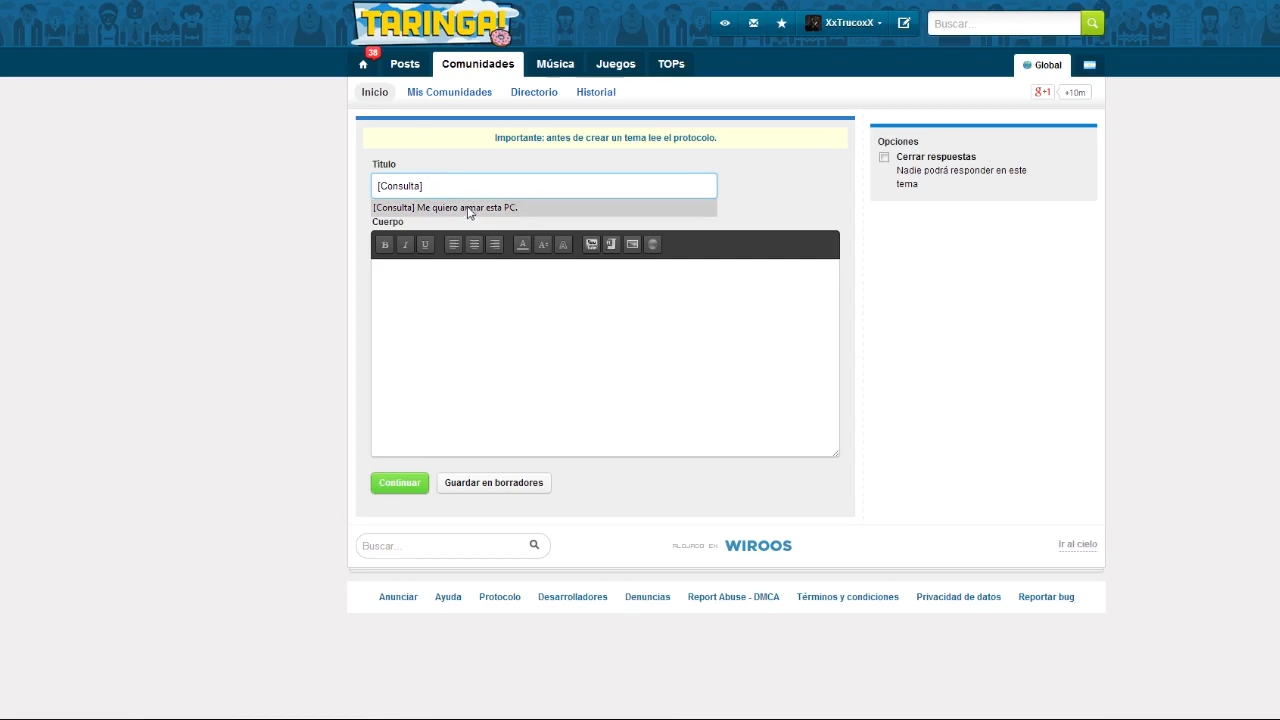 TARINGA!
XxTrucoxX
Buscar...
38
Posts
Comunidades
Música
Juegos
TOPs
Global
Inicio
Mis Comunidades
Directorio
Historial
g+1
+10m
Importante: antes de crear un tema lee el protocolo.
Titulo
[Consulta]
[Consulta] Me quiero armar esta PC.
Cuerpo
B I U
Opciones
Cerrar respuestas
Nadie podrá responder en este
tema
Continuar
Guardar en borradores
Buscar...
ALOJADO EN WIROOS
Ir al cielo
Anunciar
Ayuda
Protocolo
Desarrolladores
Denuncias
Report Abuse - DMCA
Términos y condiciones
Privacidad de datos
Reportar bug